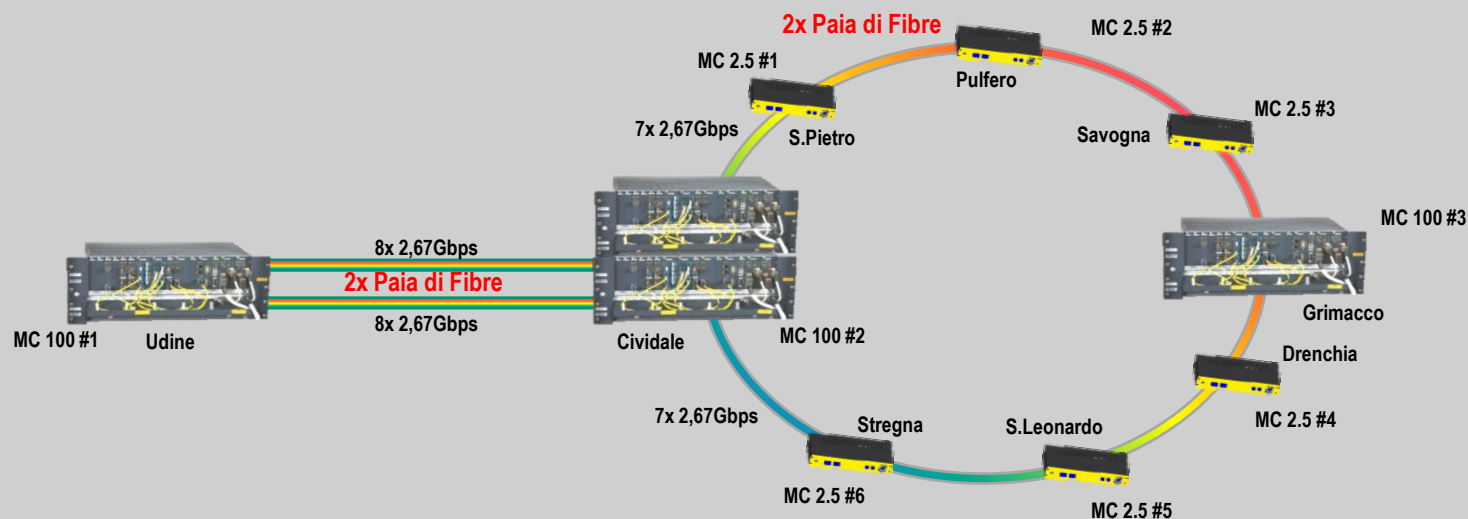 2x Paia di Fibre
MC 2.5 #2
MC 2.5 #1
Pulfero
MC 2.5 #3
7x 2,67Gbps
S.Pietro
Savogna
MC 100 #3
8x 2,67Gbps
2x Paia di Fibre
8x 2,67Gbps
MC 100 #1
Udine
Cividale
MC 100 #2
Grimacco
Drenchia
7x 2,67Gbps
Stregna
S.Leonardo
MC 2.5 #4
MC 2.5 #6
MC 2.5 #5